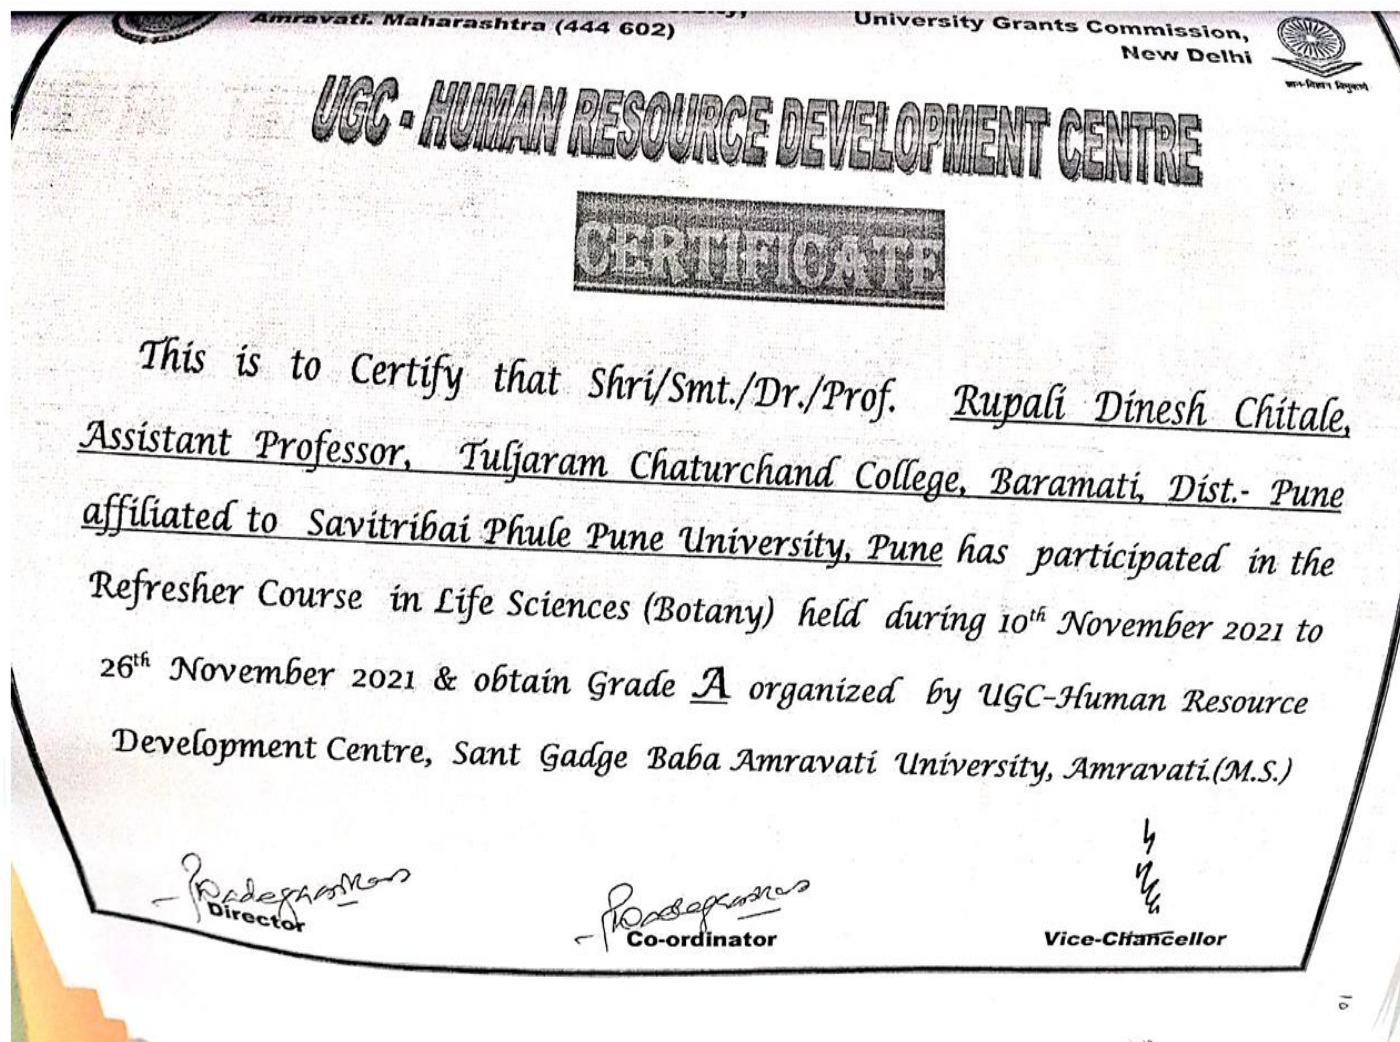 Amravati. Maharashtra (444 602)
University Grants Commission,
New Delhi
UGC - HUMAN RESOURCE DEVELOPMENT CENTRE
CERTIFICATE
This is to Certify that Shri/Smt./Dr./Prof. Rupali Dinesh Chitale,
Assistant Professor, Tuljaram Chaturchand College, Baramati, Dist.- Pune
affiliated to Savitribai Phule Pune University, Pune has participated in the
Refresher Course in Life Sciences (Botany) held during 10th November 2021 to
26th November 2021 & obtain Grade A organized by UGC-Human Resource
Development Centre, Sant Gadge Baba Amravati University, Amravati.(M.S.)
Director
Co-ordinator
Vice-Chancellor